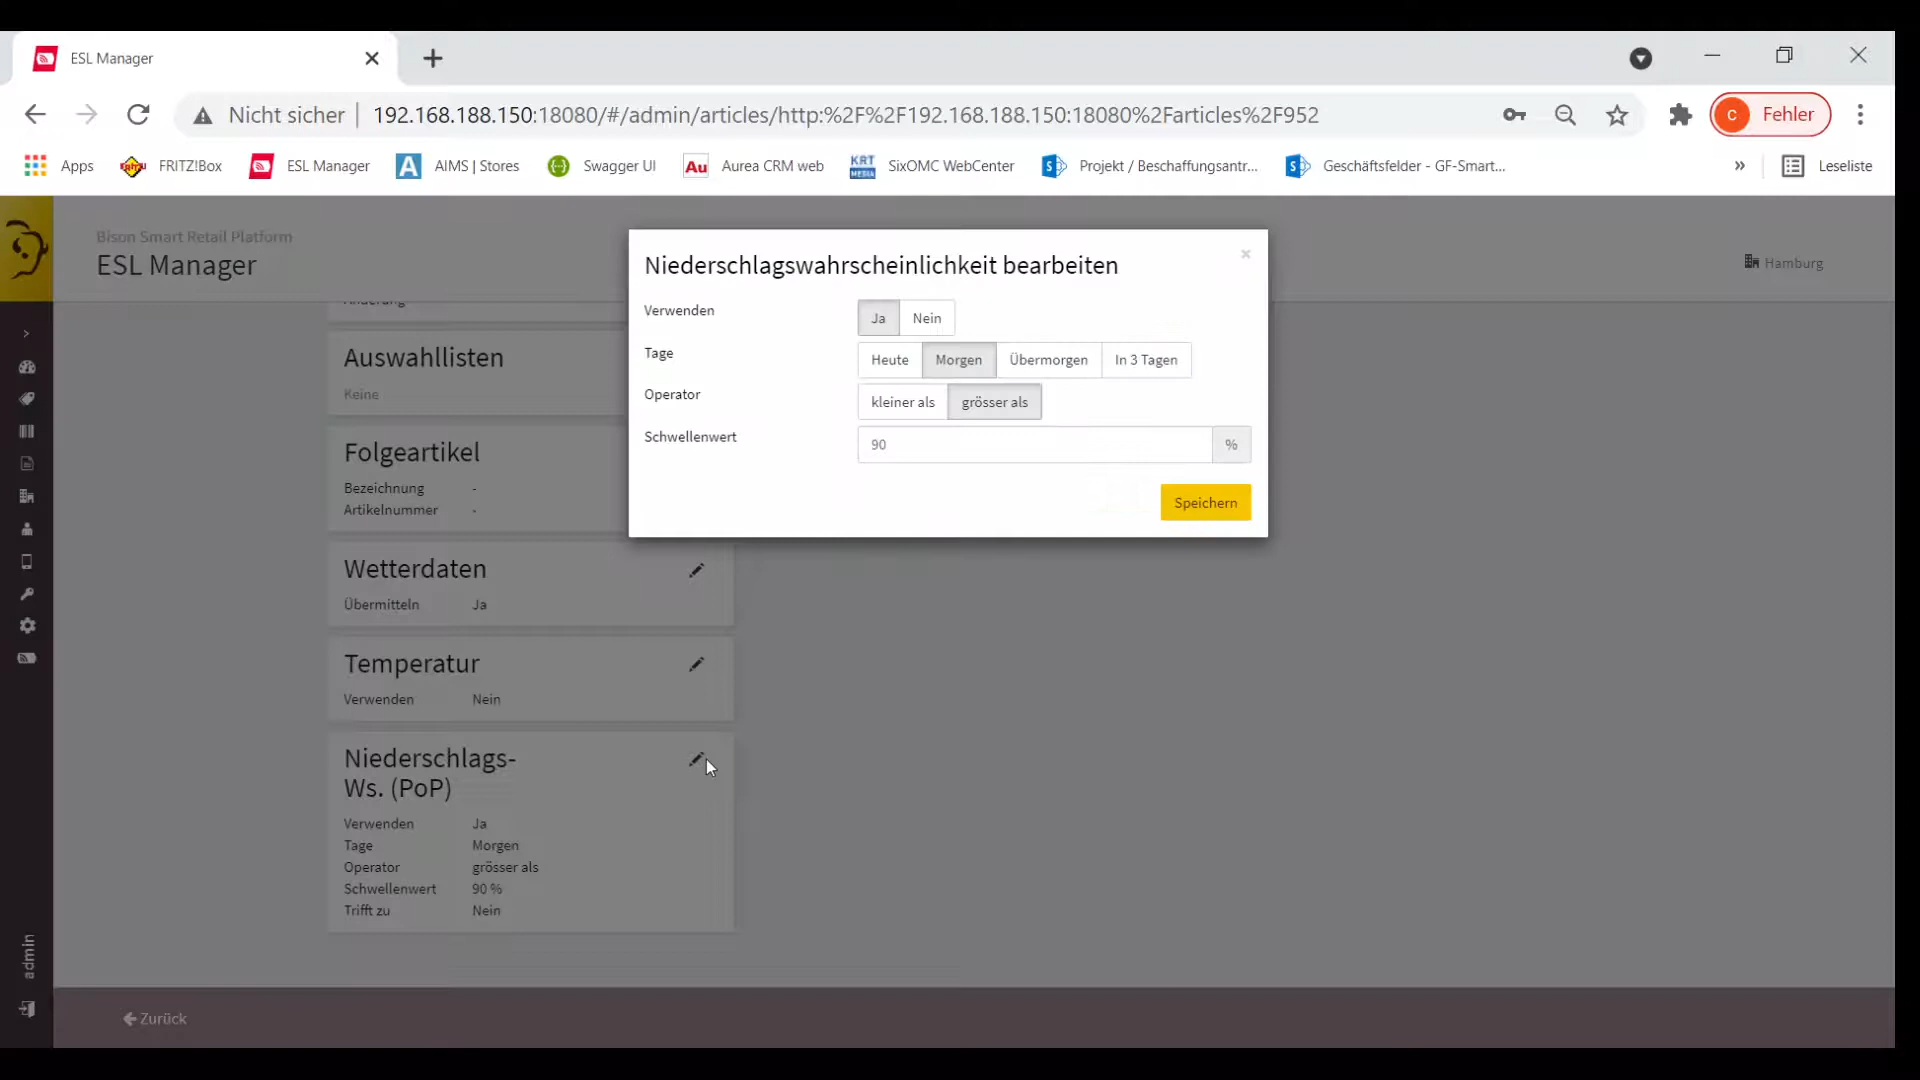 ESL Manager
Nicht sicher 192.168.188.150:18080/#/admin/articles/http:%2F%2F192.168.188.150:18080%2Farticles%2F952
C Fehler
Apps FRITZ!Box ESL Manager A AIMS | Stores Swagger UI Au Aurea CRM web KRT MEDIA SixOMC WebCenter S Projekt / Beschaffungsantr... S Geschäftsfelder - GF-Smart... » Leseliste
Bison Smart Retail Platform
ESL Manager
Hamburg
Niederschlagswahrscheinlichkeit bearbeiten
Verwenden Ja Nein
Tage Heute Morgen Übermorgen In 3 Tagen
Operator kleiner als grösser als
Schwellenwert 90 %
Speichern
Änderung
Auswahllisten
Keine
Folgeartikel
Bezeichnung -
Artikelnummer -
Wetterdaten
Übermitteln Ja
Temperatur
Verwenden Nein
Niederschlags-
Ws. (PoP)
Verwenden Ja
Tage Morgen
Operator grösser als
Schwellenwert 90 %
Trifft zu Nein
admin
Zurück